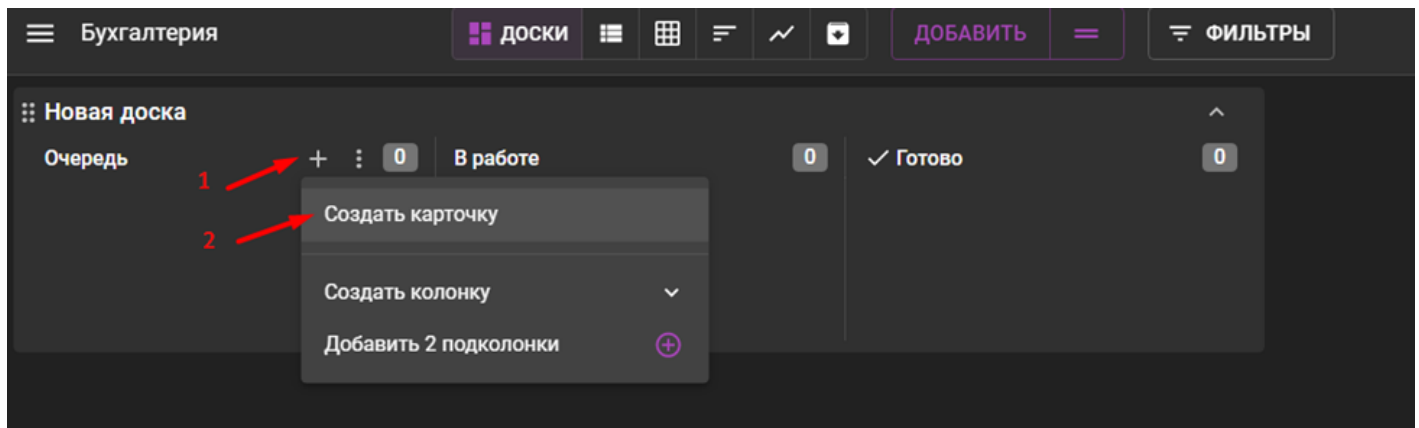 Бухгалтерия ДОСКИ ДОБАВИТЬ ФИЛЬТРЫ
Новая доска
Очередь 0 В работе 0 Готово 0
1
Создать карточку
2
Создать колонку
Добавить 2 подколонки